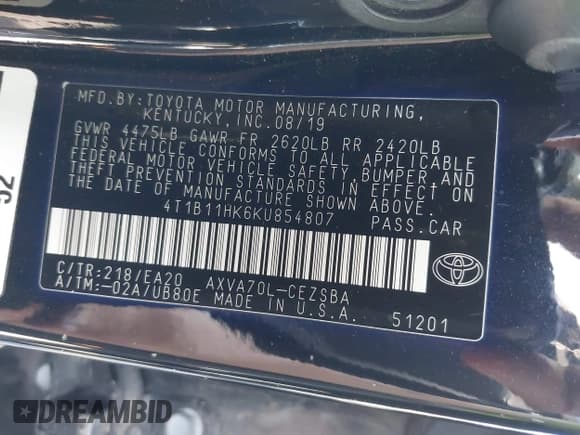 MFD.BY:TOYOTA MOTOR MANUFACTURING,
KENTUCKY,INC.08/19
GVWR 4475LB GAWR FR 2620LB RR 2420LB
THIS VEHICLE CONFORMS TO ALL APPLICABLE
FEDERAL MOTOR VEHICLE SAFETY,BUMPER,AND
THEFT PREVENTION STANDARDS IN EFFECT ON
THE DATE OF MANUFACTURE SHOWN ABOVE.
4T1B11HK6KU854807 PASS.CAR
C/TR:218/EA20 AXVA70L-CEZSBA
A/TM:-02A/UB80E MADE IN U.S.A. 51201
52
DREAMBID